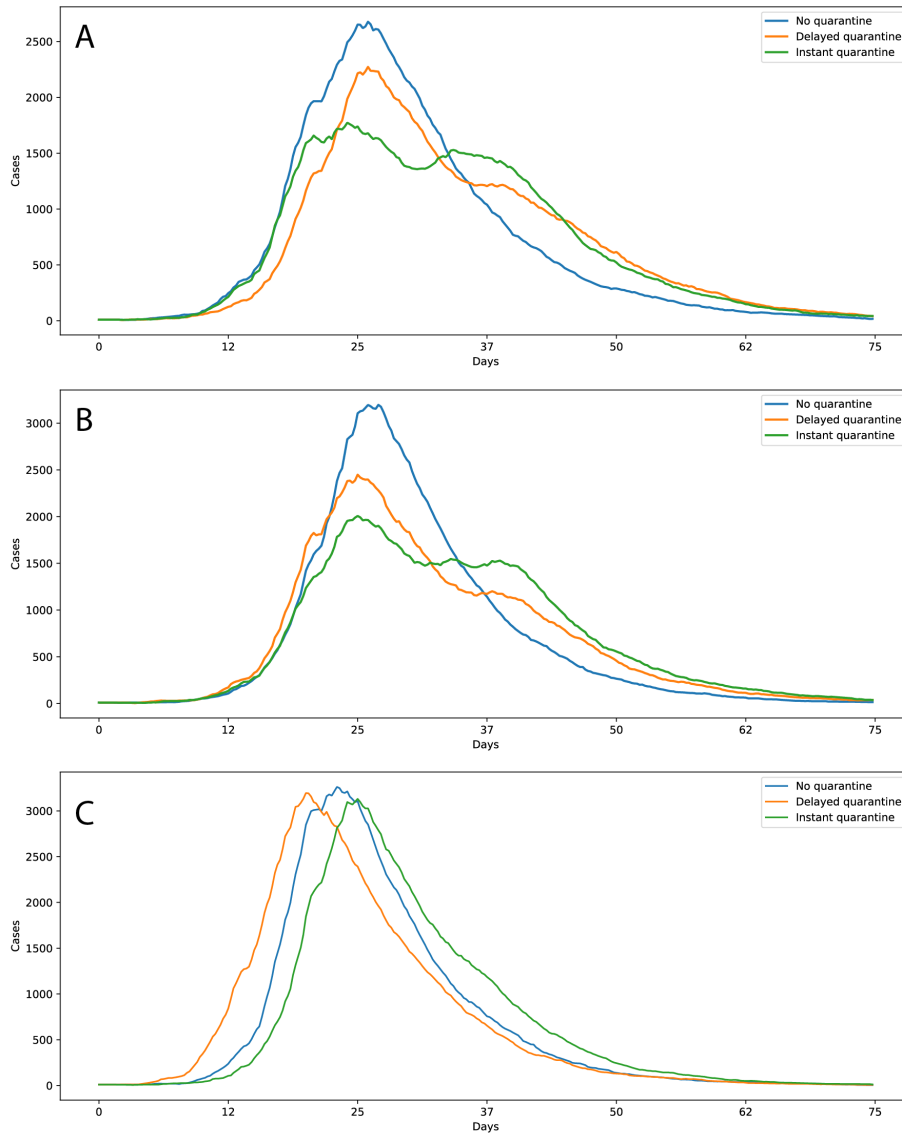 A
No quarantine
Delayed quarantine
Instant quarantine
Cases
2500
2000
1500
1000
500
0
0 12 25 37 50 62 75
Days
B
No quarantine
Delayed quarantine
Instant quarantine
Cases
3000
2500
2000
1500
1000
500
0
0 12 25 37 50 62 75
Days
C
No quarantine
Delayed quarantine
Instant quarantine
Cases
3000
2500
2000
1500
1000
500
0
0 12 25 37 50 62 75
Days